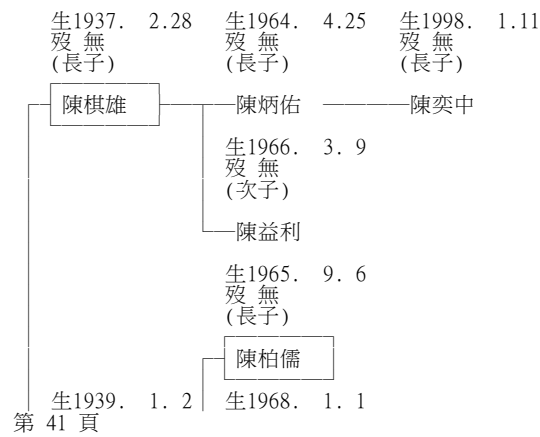 生1937. 2.28 生1964. 4.25 生1998. 1.11
歿 無 歿 無 歿 無
(長子) (長子) (長子)
陳棋雄 陳炳佑 陳奕中
生1966. 3. 9
歿 無
(次子)
陳益利
生1965. 9. 6
歿 無
(長子)
陳柏儒
生1939. 1. 2 生1968. 1. 1
第 41 頁